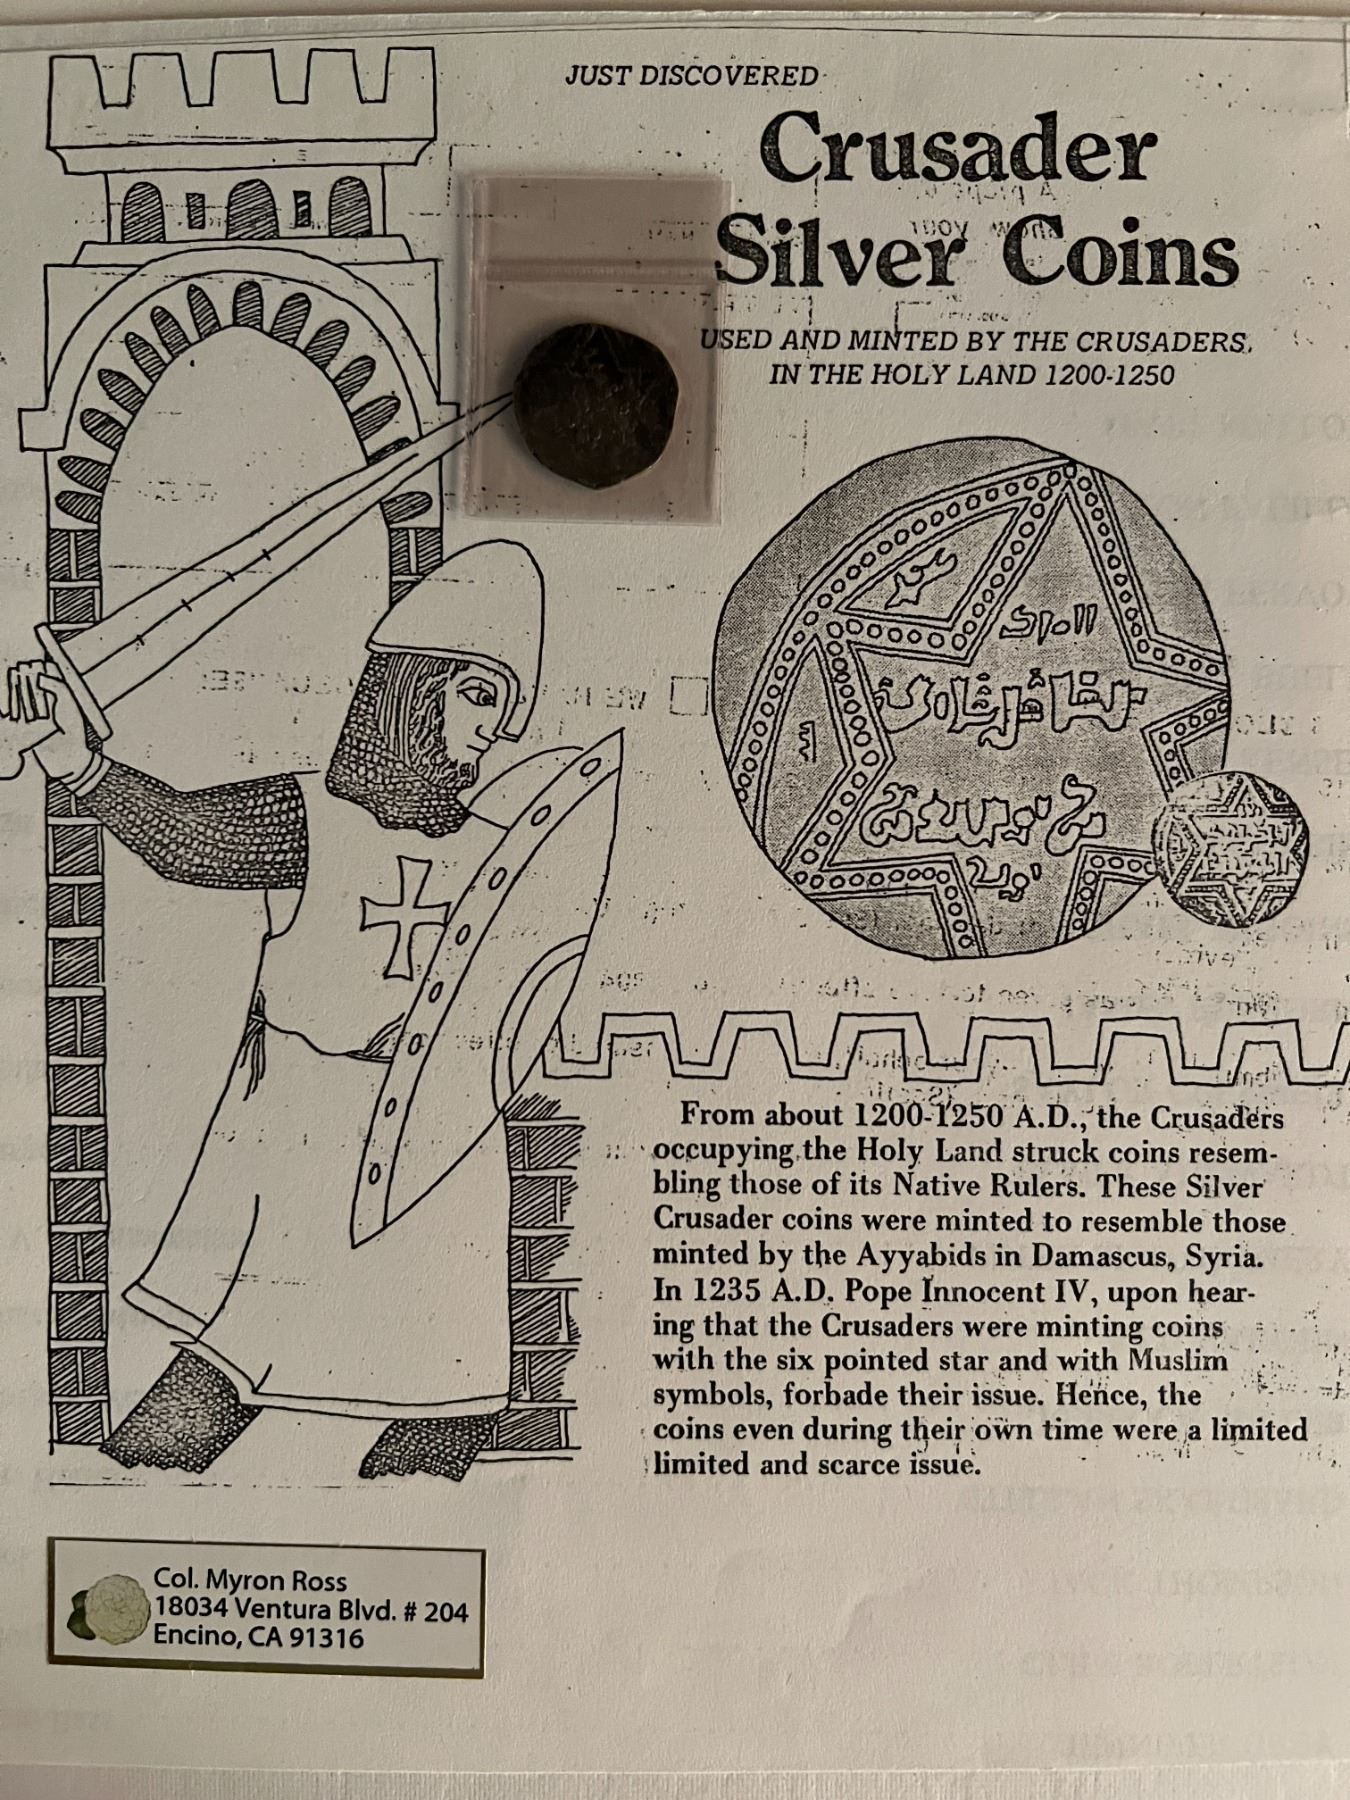 JUST DISCOVERED
Crusader
Silver Coins
USED AND MINTED BY THE CRUSADERS,
IN THE HOLY LAND 1200-1250
From about 1200-1250 A.D., the Crusaders
occupying the Holy Land struck coins resem-
bling those of its Native Rulers. These Silver
Crusader coins were minted to resemble those
minted by the Ayyabids in Damascus, Syria.
In 1235 A.D. Pope Innocent IV, upon hear-
ing that the Crusaders were minting coins
with the six pointed star and with Muslim
symbols, forbade their issue. Hence, the
coins even during their own time were a limited
limited and scarce issue.
Col. Myron Ross
18034 Ventura Blvd. # 204
Encino, CA 91316